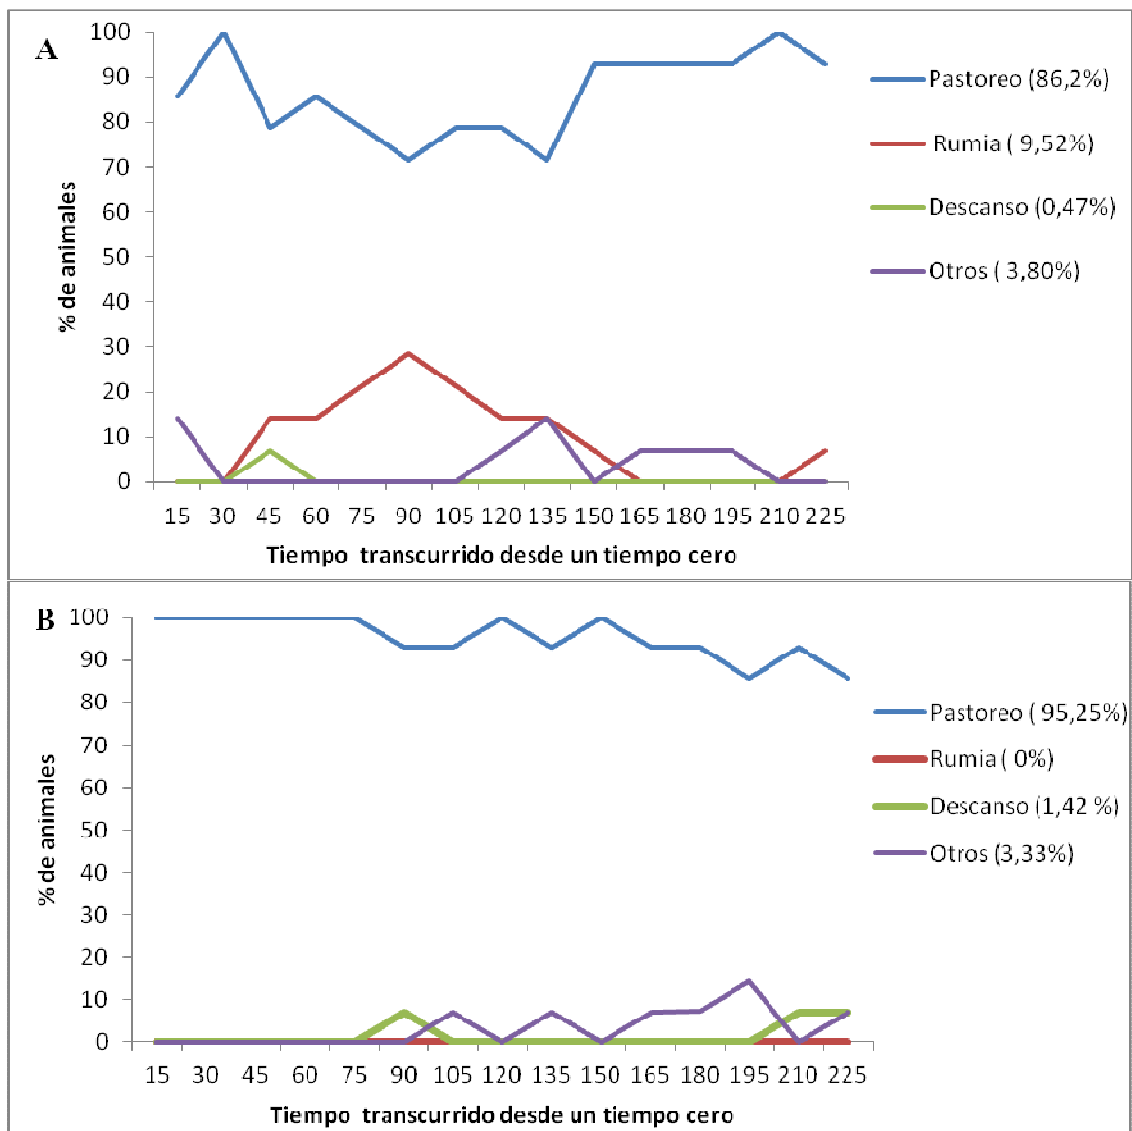 A
100
90
80
70
60
50
40
30
20
10
0
% de animales
15 30 45 60 75 90 105 120 135 150 165 180 195 210 225
Tiempo transcurrido desde un tiempo cero
Pastoreo (86,2%)
Rumia ( 9,52%)
Descanso (0,47%)
Otros ( 3,80%)
B
100
90
80
70
60
50
40
30
20
10
0
% de animales
15 30 45 60 75 90 105 120 135 150 165 180 195 210 225
Tiempo transcurrido desde un tiempo cero
Pastoreo ( 95,25%)
Rumia ( 0%)
Descanso (1,42 %)
Otros (3,33%)